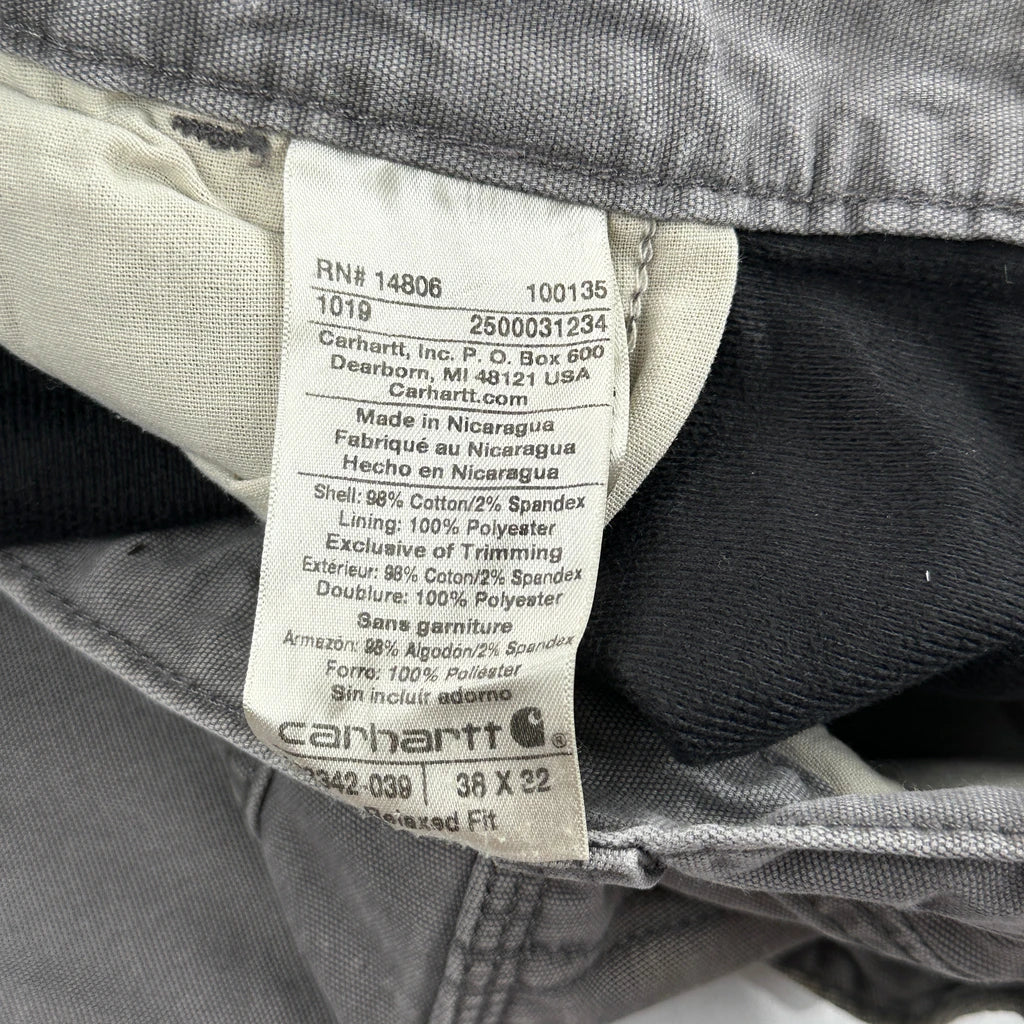 RN# 14806 100135
1019 2500031234
Carhartt, Inc. P. O. Box 600
Dearborn, MI 48121 USA
Carhartt.com
Made in Nicaragua
Fabriqué au Nicaragua
Hecho en Nicaragua
Shell: 98% Cotton/2% Spandex
Lining: 100% Polyester
Exclusive of Trimming
Extérieur: 98% Coton/2% Spandex
Doublure: 100% Polyester
Sans garniture
Armazón: 98% Algodón/2% Spandex
Forro: 100% Poliéster
Sin incluir adorno
carhartt ®
342-039 | 38 X 32
Relaxed Fit